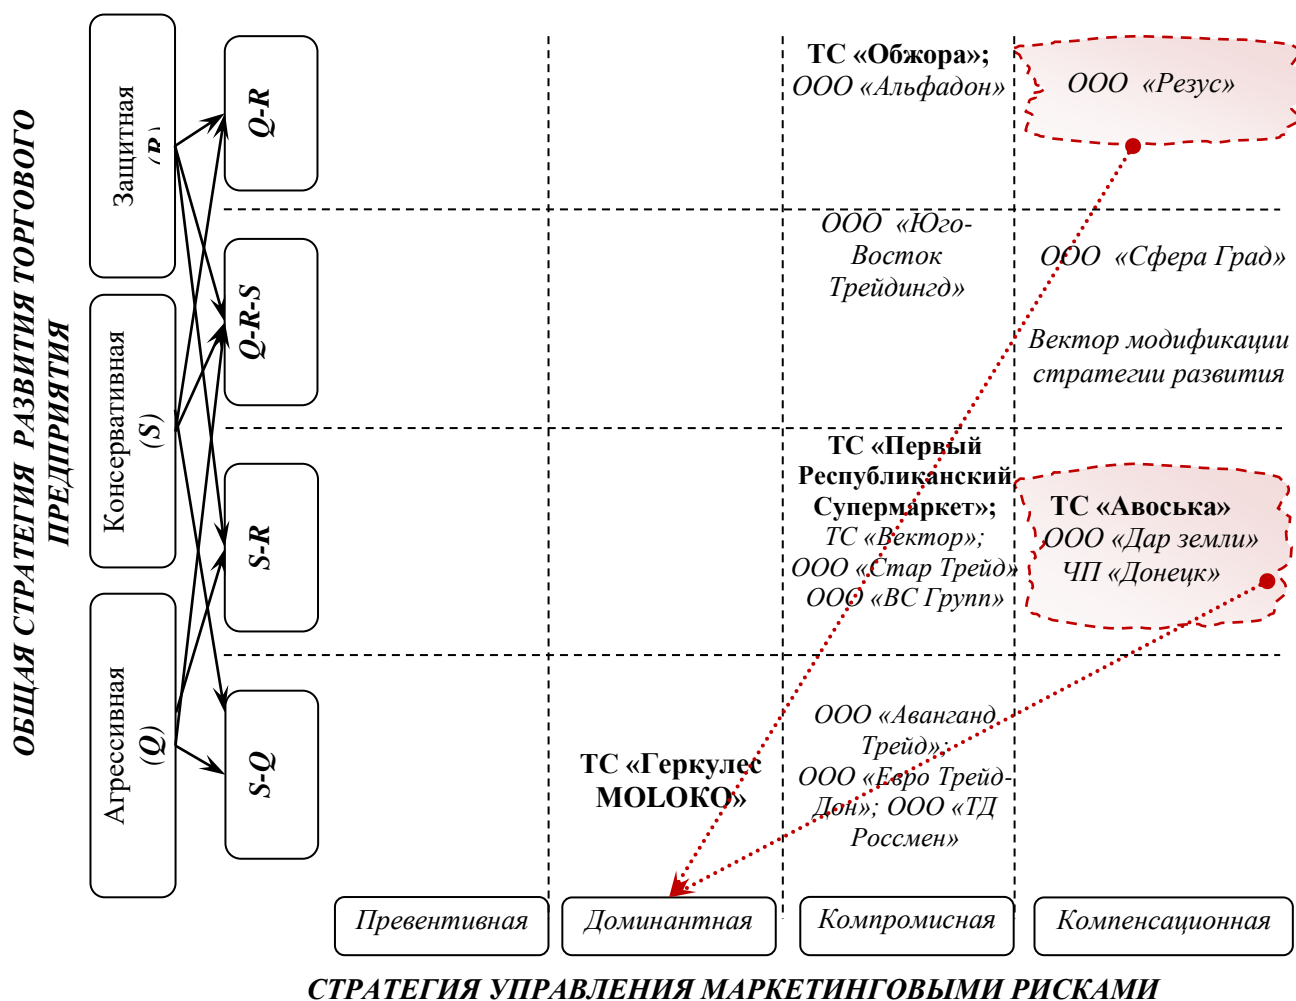 ОБЩАЯ СТРАТЕГИЯ РАЗВИТИЯ ТОРГОВОГО
ПРЕДПРИЯТИЯ
Защитная
Консервативная
(S)
Агрессивная
(Q)
Q-R
Q-R-S
S-R
S-Q
ТС «Обжора»;
ООО «Альфадон»
ООО «Резус»
ООО «Юго-
Восток
Трейдингд»
ООО «Сфера Град»
Вектор модификации
стратегии развития
ТС «Первый
Республиканский
Супермаркет»;
ТС «Вектор»;
ООО «Стар Трейд»
ООО «ВС Групп»
ТС «Авоська»
ООО «Дар земли»
ЧП «Донецк»
ТС «Геркулес
MOLOKO»
ООО «Аванганд
Трейд»;
ООО «Евро Трейд-
Дон»; ООО «ТД
Россмен»
Превентивная
Доминантная
Компромисная
Компенсационная
СТРАТЕГИЯ УПРАВЛЕНИЯ МАРКЕТИНГОВЫМИ РИСКАМИ